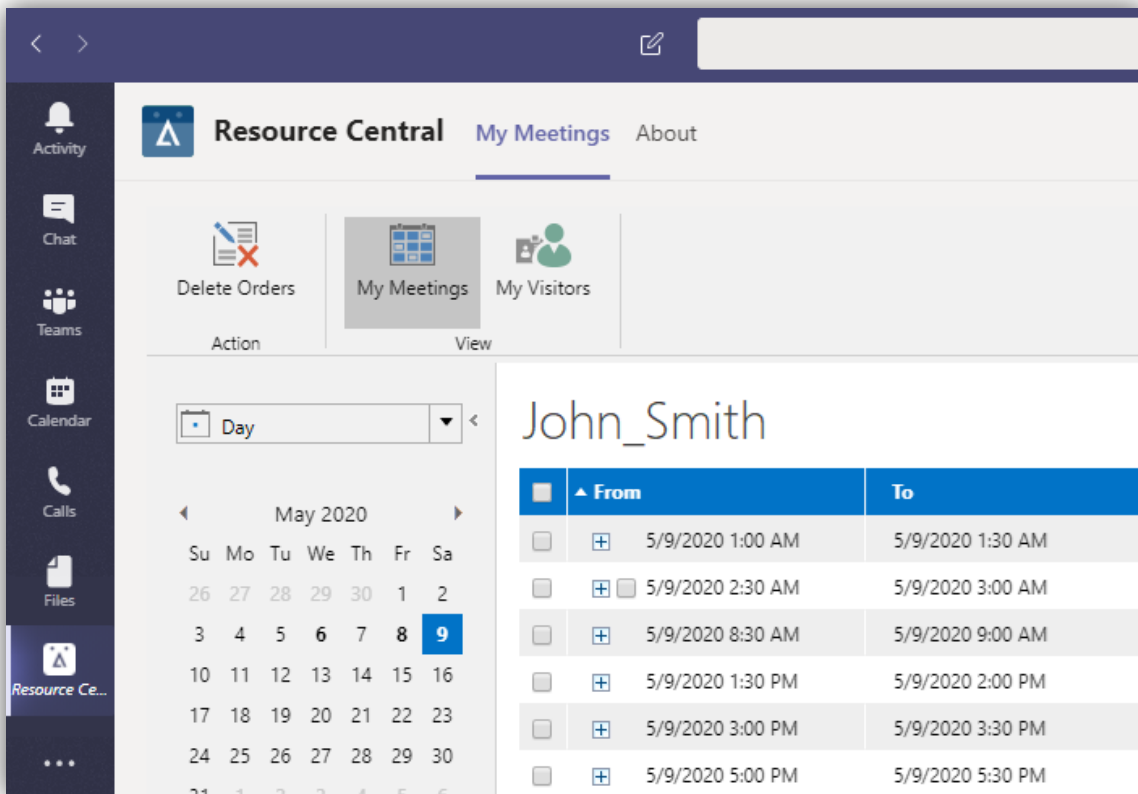 Activity
Chat
Teams
Calendar
Calls
Files
Resource Ce...
Resource Central My Meetings About
Delete Orders My Meetings My Visitors
Action View
Day
May 2020
Su Mo Tu We Th Fr Sa
26 27 28 29 30 1 2
3 4 5 6 7 8 9
10 11 12 13 14 15 16
17 18 19 20 21 22 23
24 25 26 27 28 29 30
31 1 2 3 4 5 6
John_Smith
From To
5/9/2020 1:00 AM 5/9/2020 1:30 AM
5/9/2020 2:30 AM 5/9/2020 3:00 AM
5/9/2020 8:30 AM 5/9/2020 9:00 AM
5/9/2020 1:30 PM 5/9/2020 2:00 PM
5/9/2020 3:00 PM 5/9/2020 3:30 PM
5/9/2020 5:00 PM 5/9/2020 5:30 PM